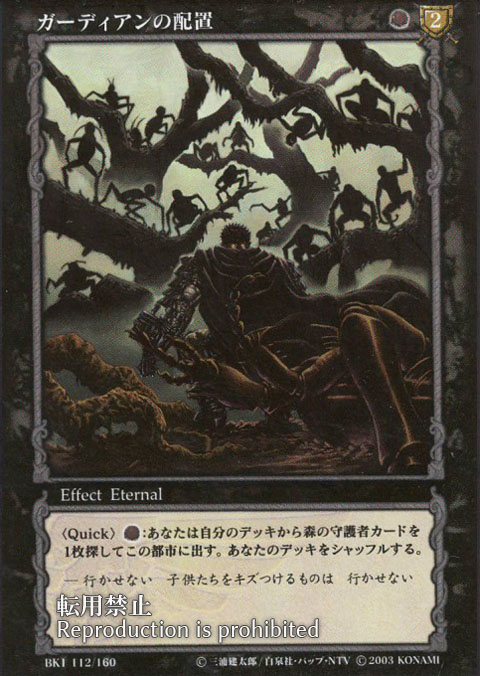 ガーディアンの配置
2
Effect Eternal
〈Quick〉 :あなたは自分のデッキから森の守護者カードを
1枚探してこの都市に出す。あなたのデッキをシャッフルする。
―行かせない 子供たちをキズつけるものは 行かせない
転用禁止
Reproduction is prohibited
BK1 112/160
© 三浦建太郎/白泉社・バップ・NTV © 2003 KONAMI